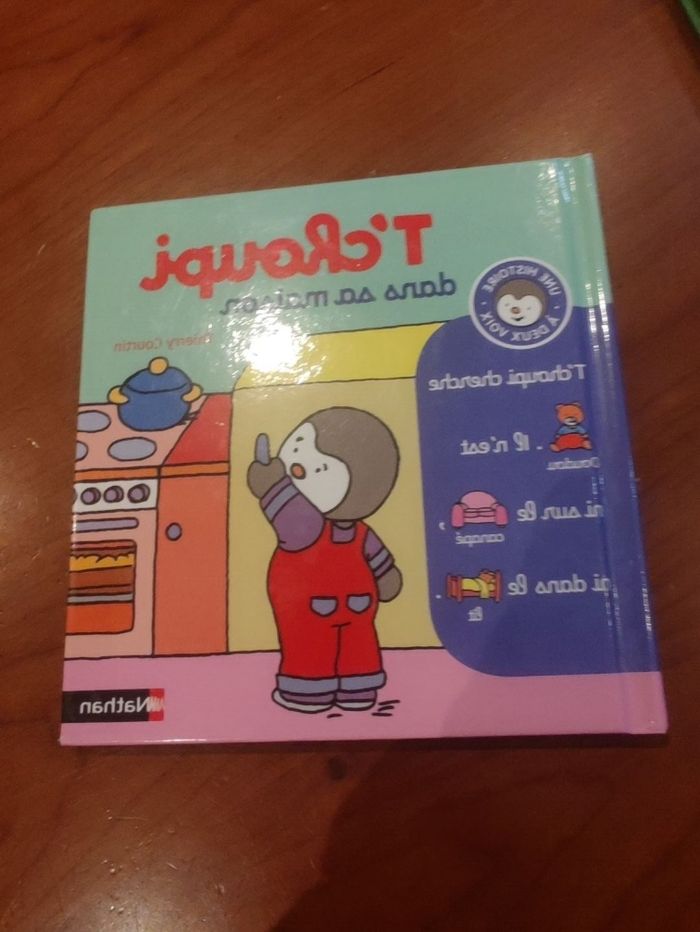 T'choupi
dans sa maison
Thierry Courtin
UNE HISTOIRE
À DEUX VOIX
T'choupi cherche
Doudou
. Il n'est
ni sur le
canapé
,
ni dans le
lit
.
Nathan